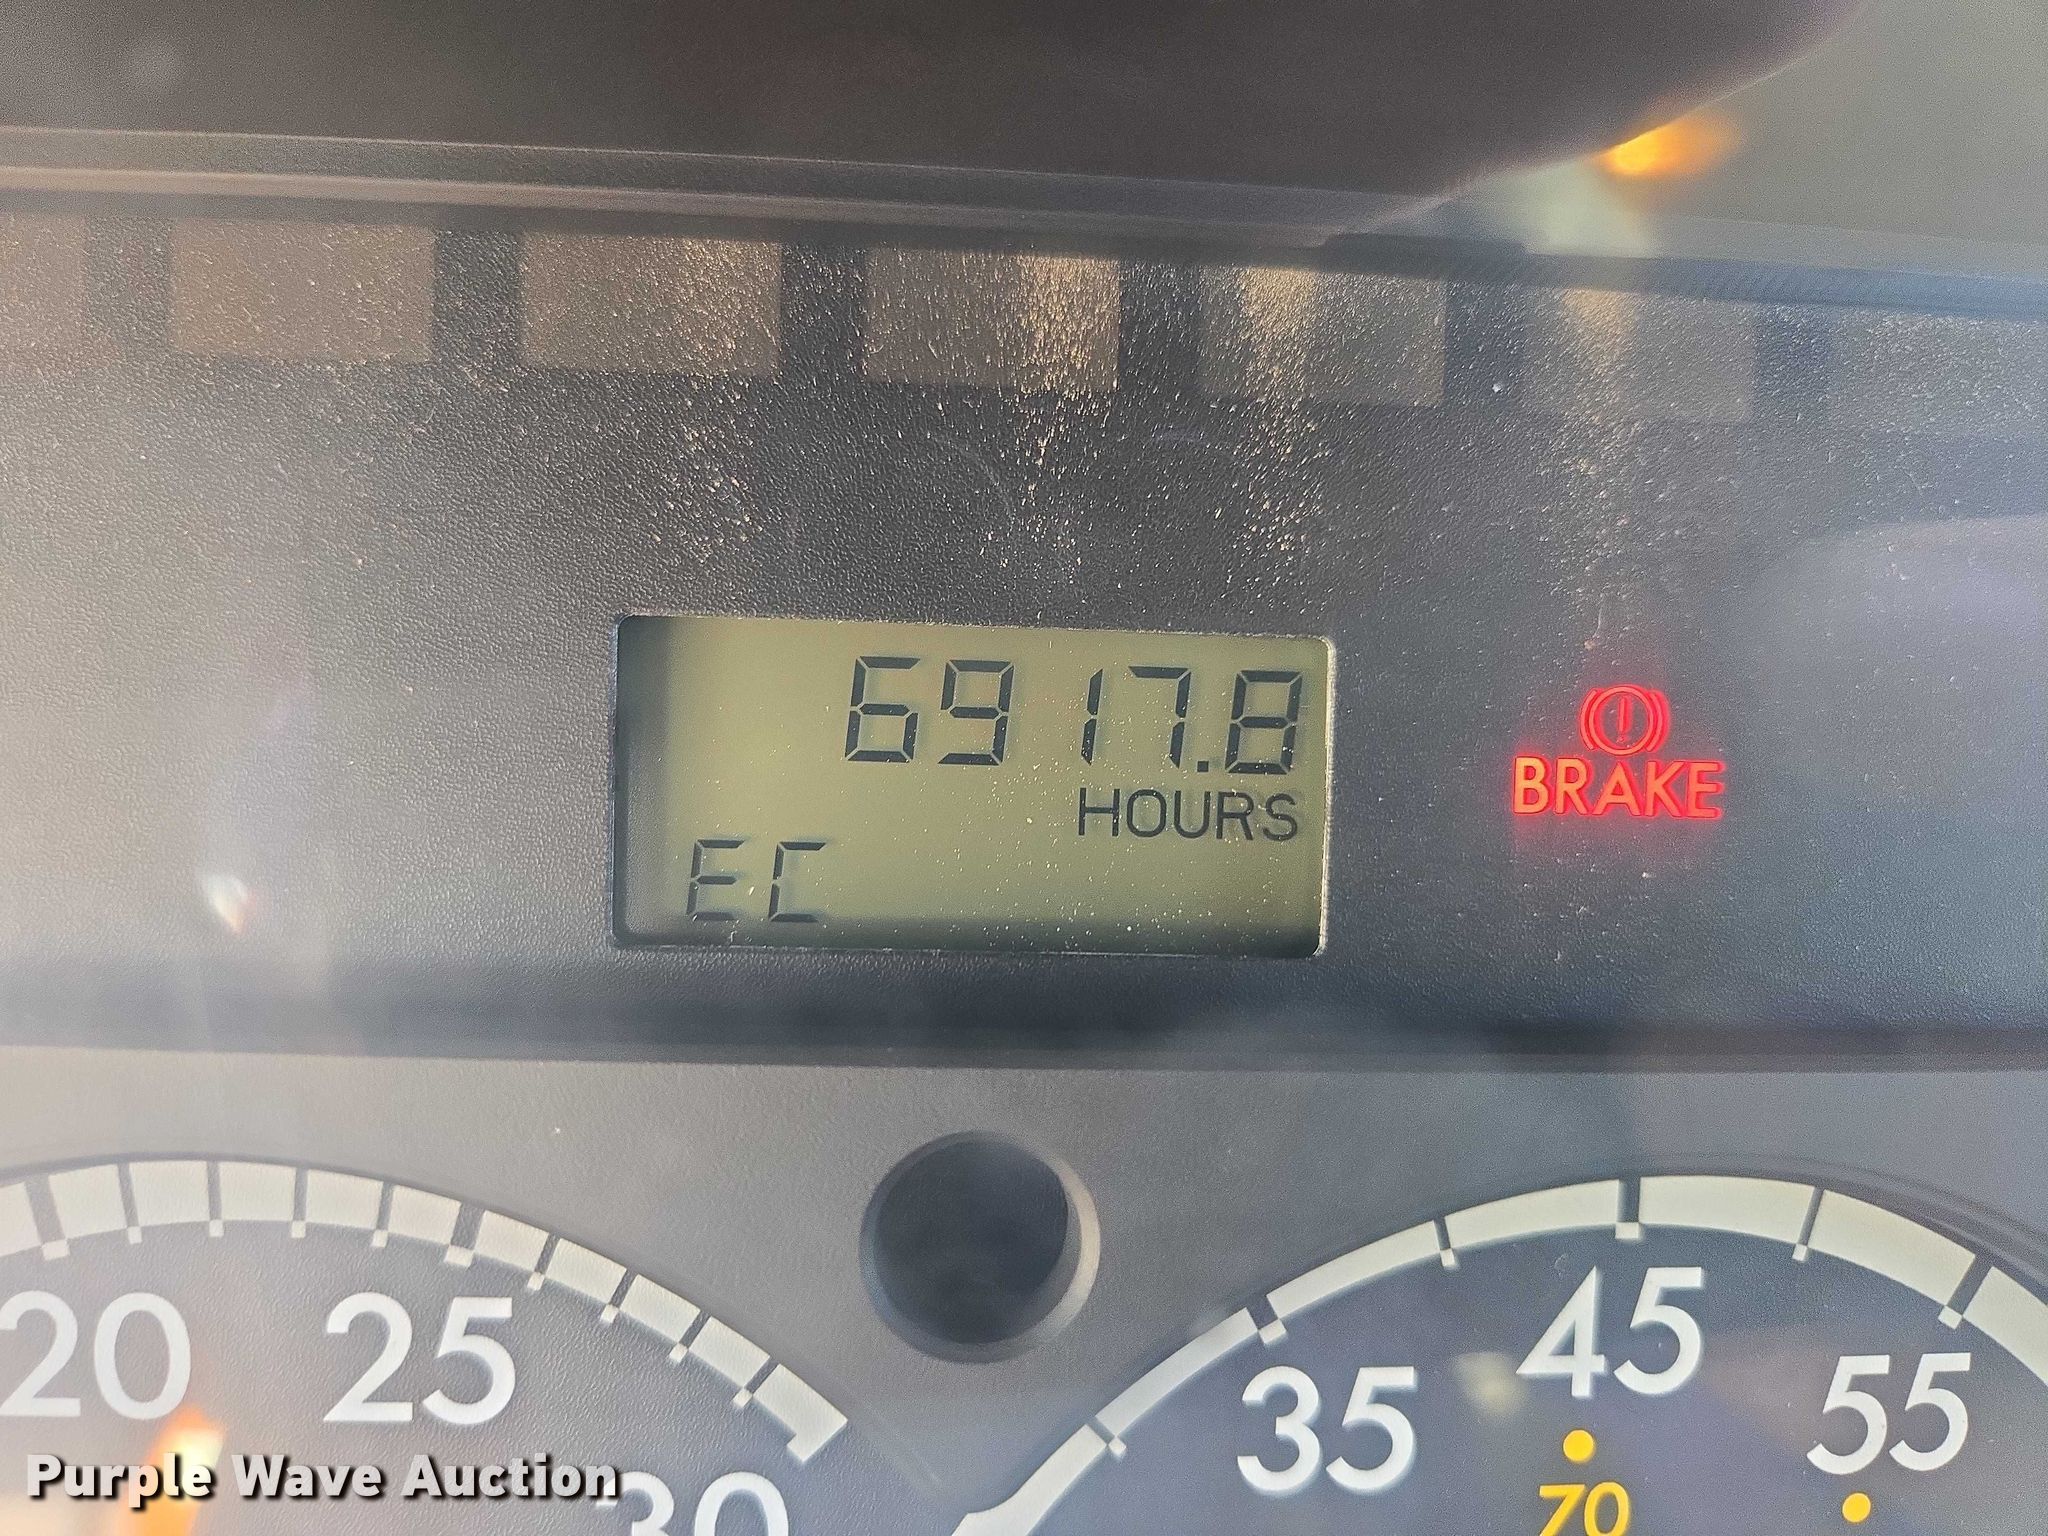 6917.8
HOURS
EC
BRAKE
20 25 30
35 45 55
70
Purple Wave Auction